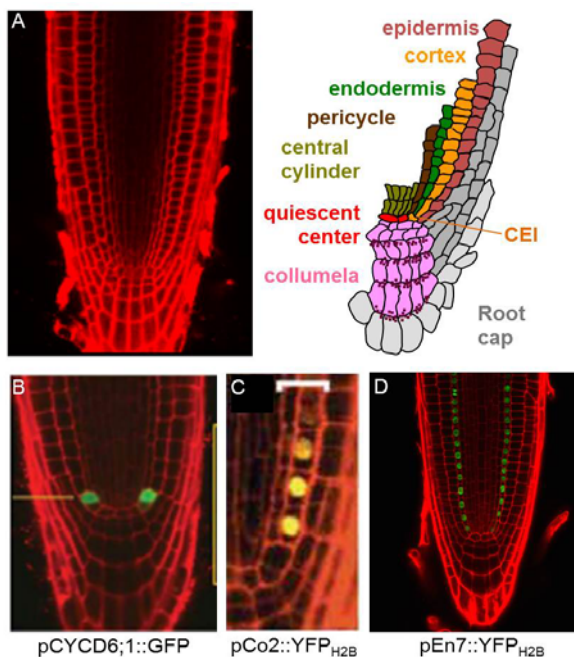 A
epidermis
cortex
endodermis
pericycle
central
cylinder
quiescent
center
CEI
collumela
Root
cap
B
C
D
pCYCD6;1::GFP
pCo2::YFPH2B
pEn7::YFPH2B